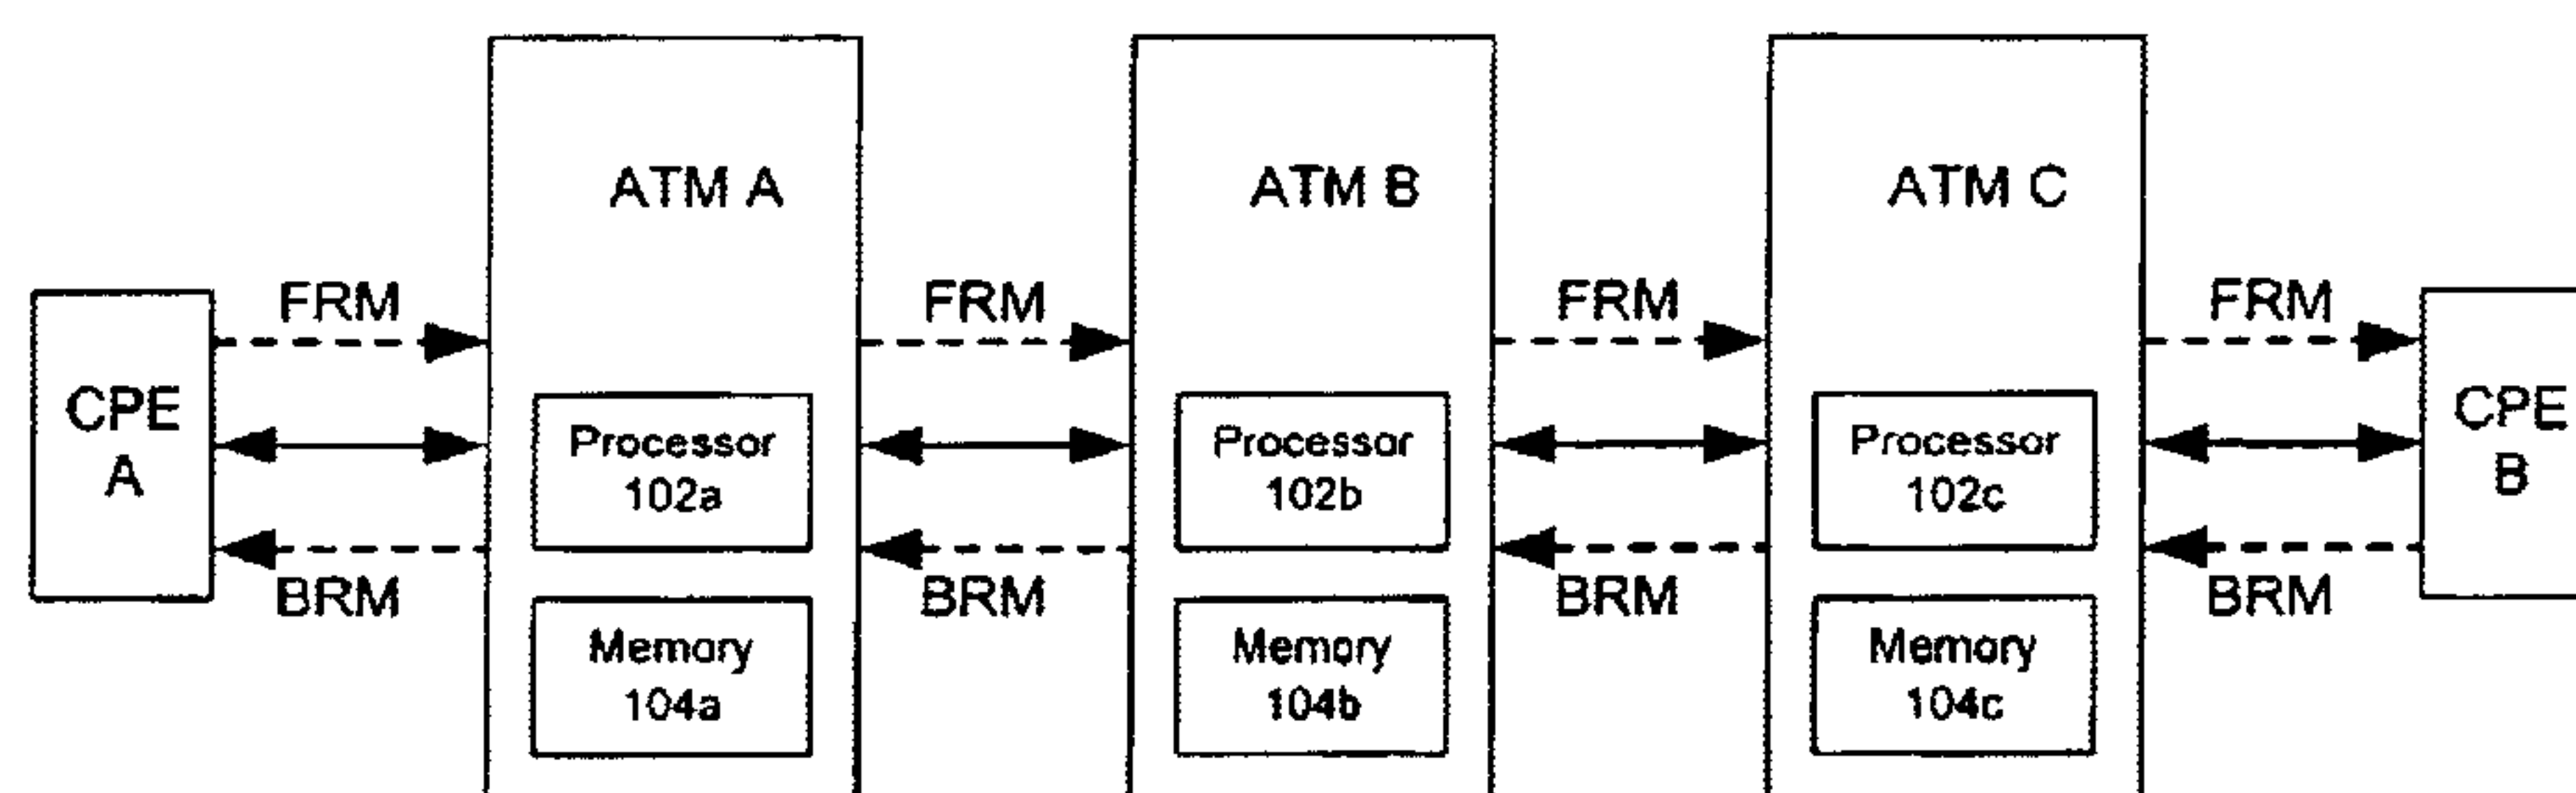 ATM A
ATM B
ATM C
FRM
FRM
FRM
FRM
CPE
A
Processor
102a
Processor
102b
Processor
102c
CPE
B
BRM
BRM
BRM
BRM
Memory
104a
Memory
104b
Memory
104c